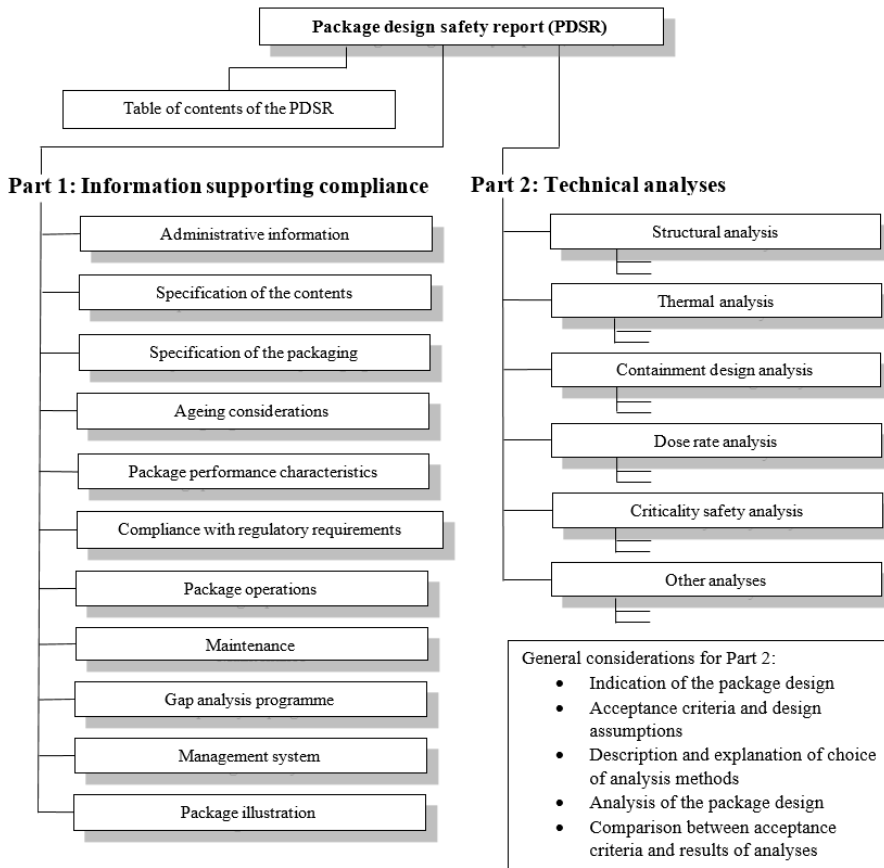 Package design safety report (PDSR)
Table of contents of the PDSR
Part 1: Information supporting compliance
Administrative information
Specification of the contents
Specification of the packaging
Ageing considerations
Package performance characteristics
Compliance with regulatory requirements
Package operations
Maintenance
Gap analysis programme
Management system
Package illustration
Part 2: Technical analyses
Structural analysis
Thermal analysis
Containment design analysis
Dose rate analysis
Criticality safety analysis
Other analyses
General considerations for Part 2:
• Indication of the package design
• Acceptance criteria and design
assumptions
• Description and explanation of choice
of analysis methods
• Analysis of the package design
• Comparison between acceptance
criteria and results of analyses